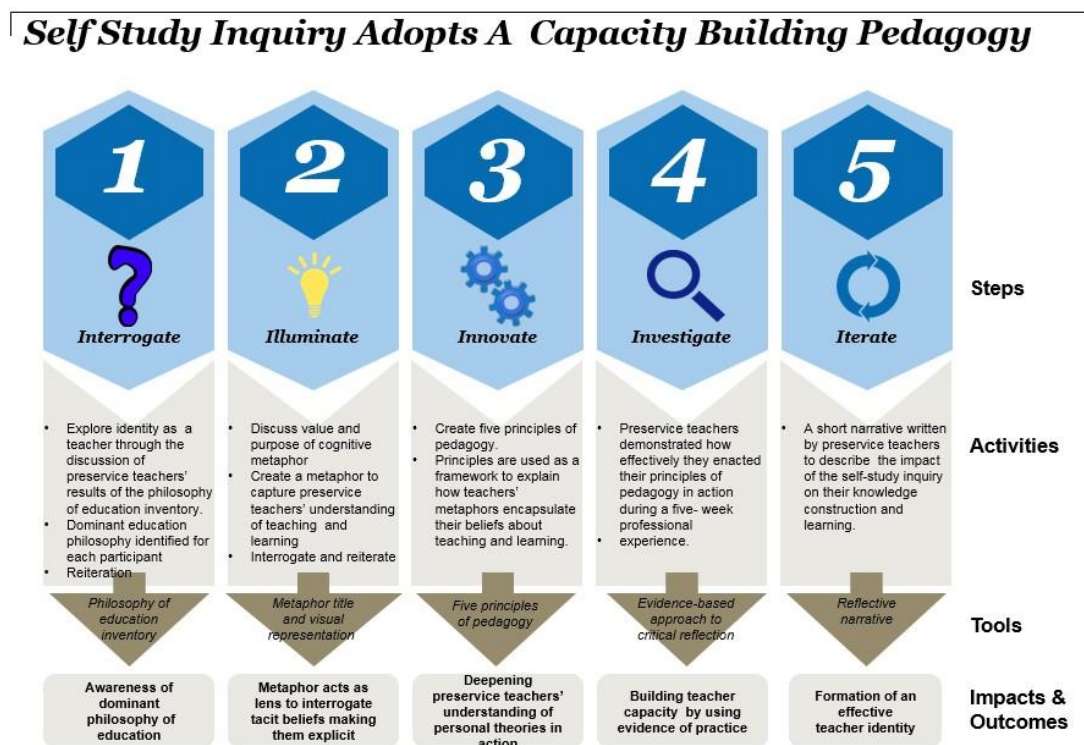 Self Study Inquiry Adopts A Capacity Building Pedagogy
1
2
3
4
5
Interrogate
Illuminate
Innovate
Investigate
Iterate
Steps
• Explore identity as a
teacher through the
discussion of
preservice teachers'
results of the philosophy
of education inventory.
• Dominant education
philosophy identified for
each participant
• Reiteration
• Discuss value and
purpose of cognitive
metaphor
• Create a metaphor to
capture preservice
teachers' understanding
of teaching and
learning
• Interrogate and reiterate
• Create five principles of
pedagogy.
• Principles are used as a
framework to explain
how teachers'
metaphors encapsulate
their beliefs about
teaching and learning.
• Preservice teachers
demonstrated how
effectively they enacted
their principles of
pedagogy in action
during a five- week
professional
• experience.
• A short narrative written
by preservice teachers
to describe the impact
of the self-study inquiry
on their knowledge
construction and
learning.
Activities
Philosophy of
education
inventory
Metaphor title
and visual
representation
Five principles
of pedagogy
Evidence-based
approach to
critical reflection
Reflective
narrative
Tools
Awareness of
dominant
philosophy of
education
Metaphor acts as
lens to interrogate
tacit beliefs making
them explicit
Deepening
preservice teachers'
understanding of
personal theories in
action
Building teacher
capacity by using
evidence of practice
Formation of an
effective
teacher identity
Impacts &
Outcomes